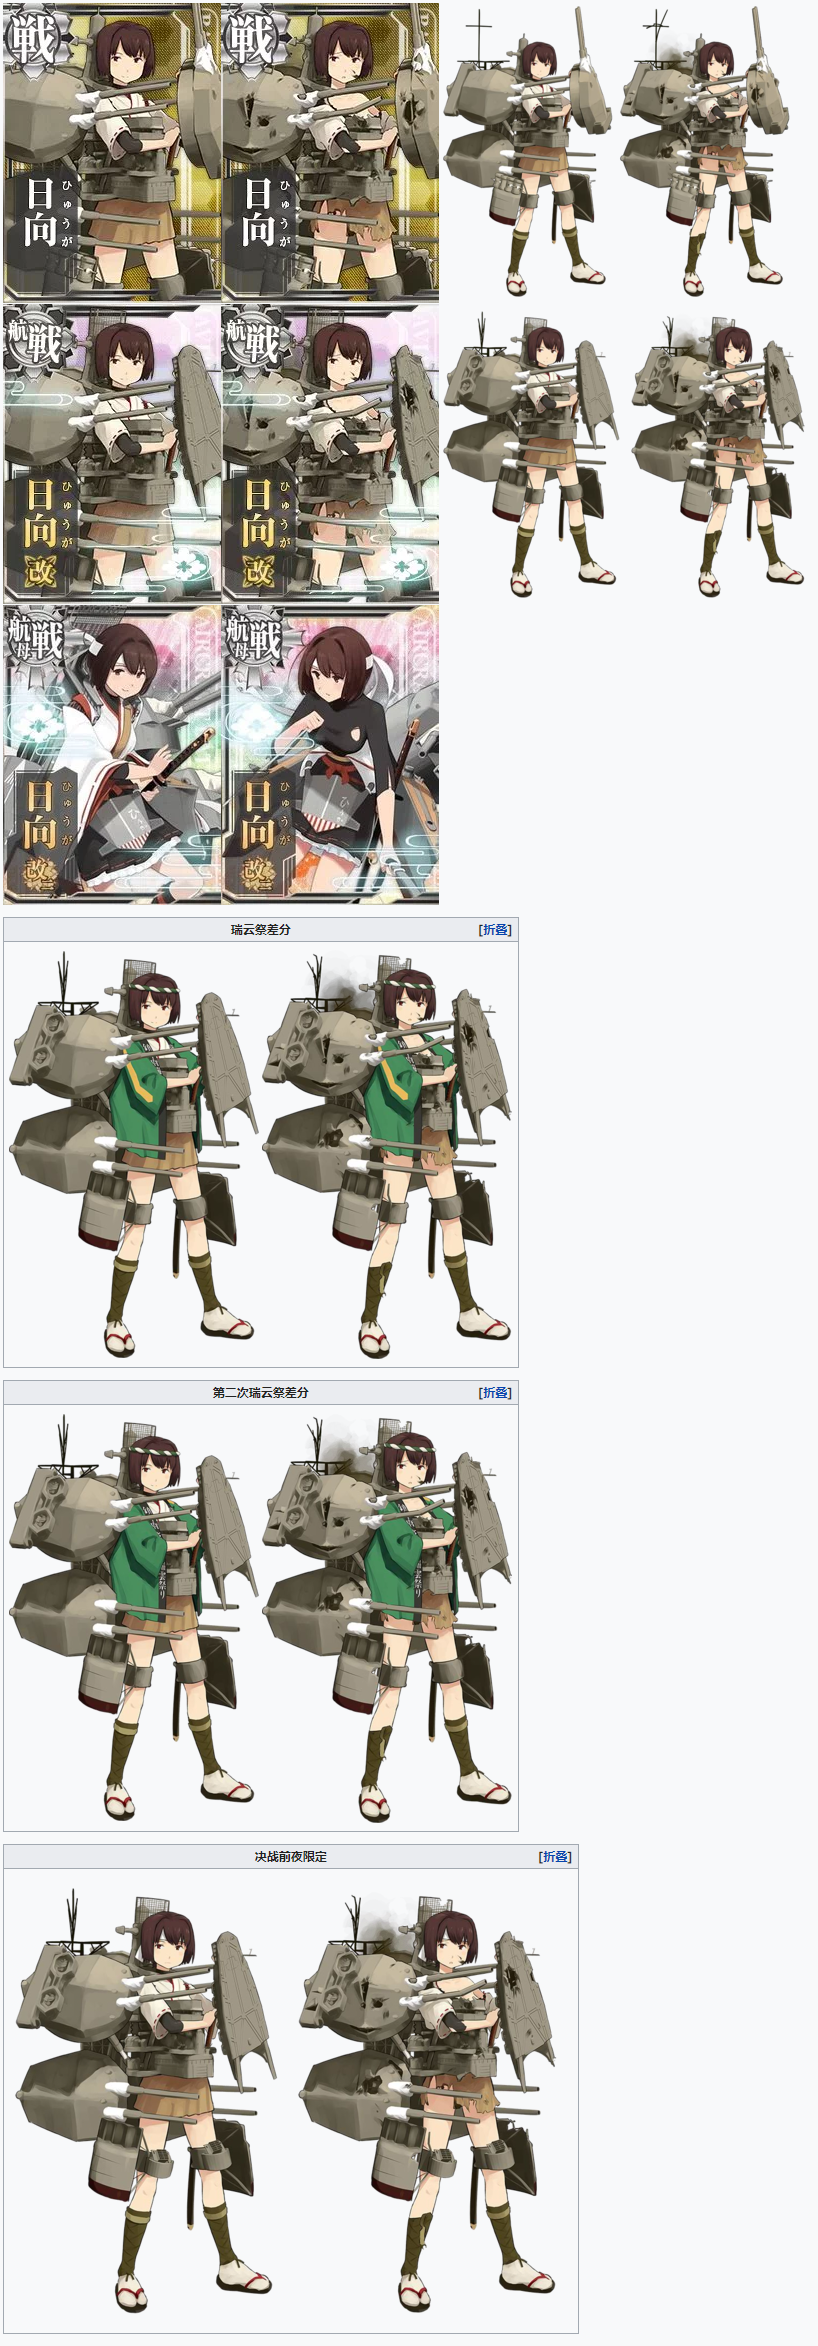 戦
日向
ひゅうが
戦
日向
ひゅうが
航戦
日向改
ひゅうが
航戦
日向改
ひゅうが
航母戦
日向改二
ひゅうが
航母戦
日向改二
ひゅうが
瑞云祭差分 [折叠]
第二次瑞云祭差分 [折叠]
决战前夜限定 [折叠]